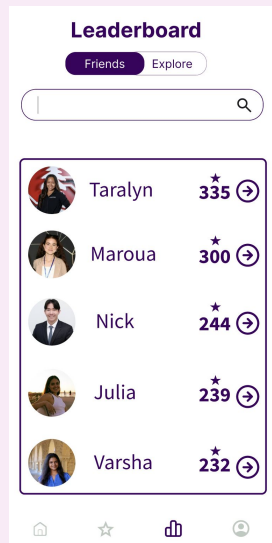 Leaderboard
Friends Explore
Taralyn 335
Maroua 300
Nick 244
Julia 239
Varsha 232